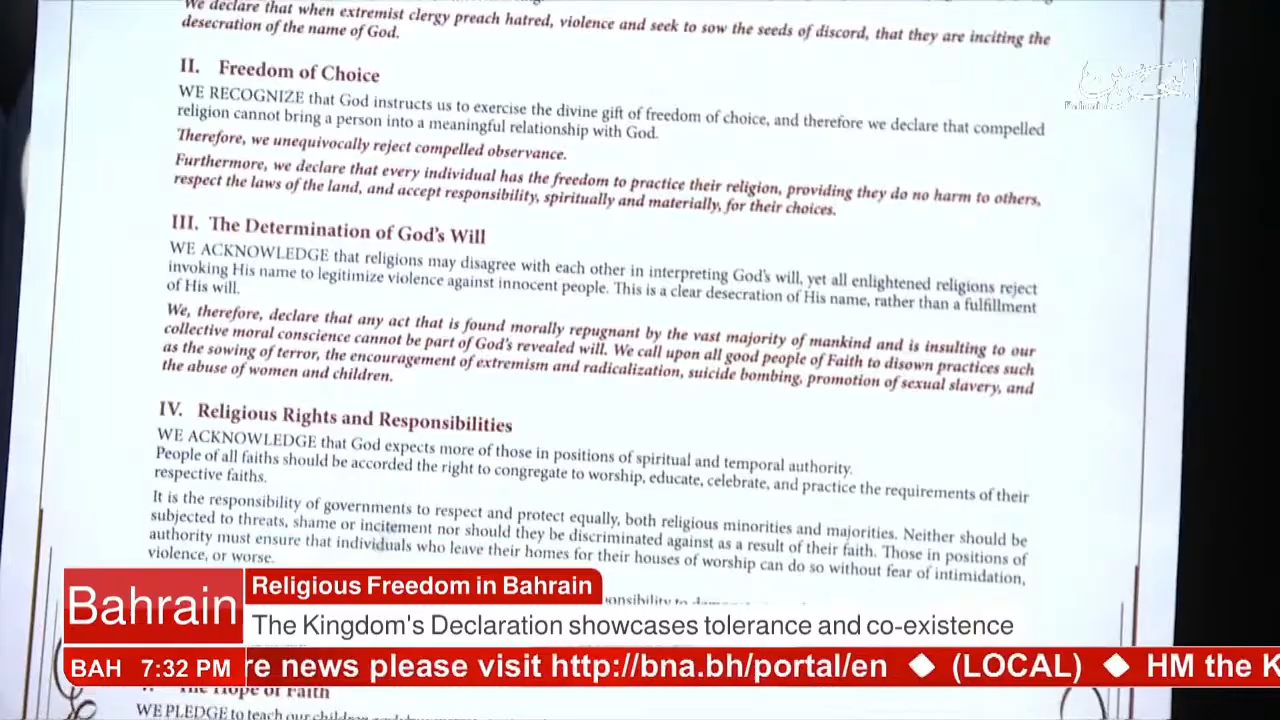 We declare that when extremist clergy preach hatred, violence and seek to sow the seeds of discord, that they are inciting the
desecration of the name of God.
II. Freedom of Choice
WE RECOGNIZE that God instructs us to exercise the divine gift of freedom of choice, and therefore we declare that compelled
religion cannot bring a person into a meaningful relationship with God.
Therefore, we unequivocally reject compelled observance.
Furthermore, we declare that every individual has the freedom to practice their religion, providing they do no harm to others,
respect the laws of the land, and accept responsibility, spiritually and materially, for their choices.
III. The Determination of God's Will
WE ACKNOWLEDGE that religions may disagree with each other in interpreting God's will, yet all enlightened religions reject
invoking His name to legitimize violence against innocent people. This is a clear desecration of His name, rather than a fulfillment
of His will.
We, therefore, declare that any act that is found morally repugnant by the vast majority of mankind and is insulting to our
collective moral conscience cannot be part of God's revealed will. We call upon all good people of Faith to disown practices such
as the sowing of terror, the encouragement of extremism and radicalization, suicide bombing, promotion of sexual slavery, and
the abuse of women and children.
IV. Religious Rights and Responsibilities
WE ACKNOWLEDGE that God expects more of those in positions of spiritual and temporal authority.
People of all faiths should be accorded the right to congregate to worship, educate, celebrate, and practice the requirements of their
respective faiths.
It is the responsibility of governments to respect and protect equally, both religious minorities and majorities. Neither should be
subjected to threats, shame or incitement nor should they be discriminated against as a result of their faith. Those in positions of
authority must ensure that individuals who leave their homes for their houses of worship can do so without fear of intimidation,
violence, or worse.
Bahrain
Religious Freedom in Bahrain
The Kingdom's Declaration showcases tolerance and co-existence
BAH 7:32 PM
re news please visit http://bna.bh/portal/en ◆ (LOCAL) ◆ HM the K
The Hope of Faith
WE PLEDGE to teach our